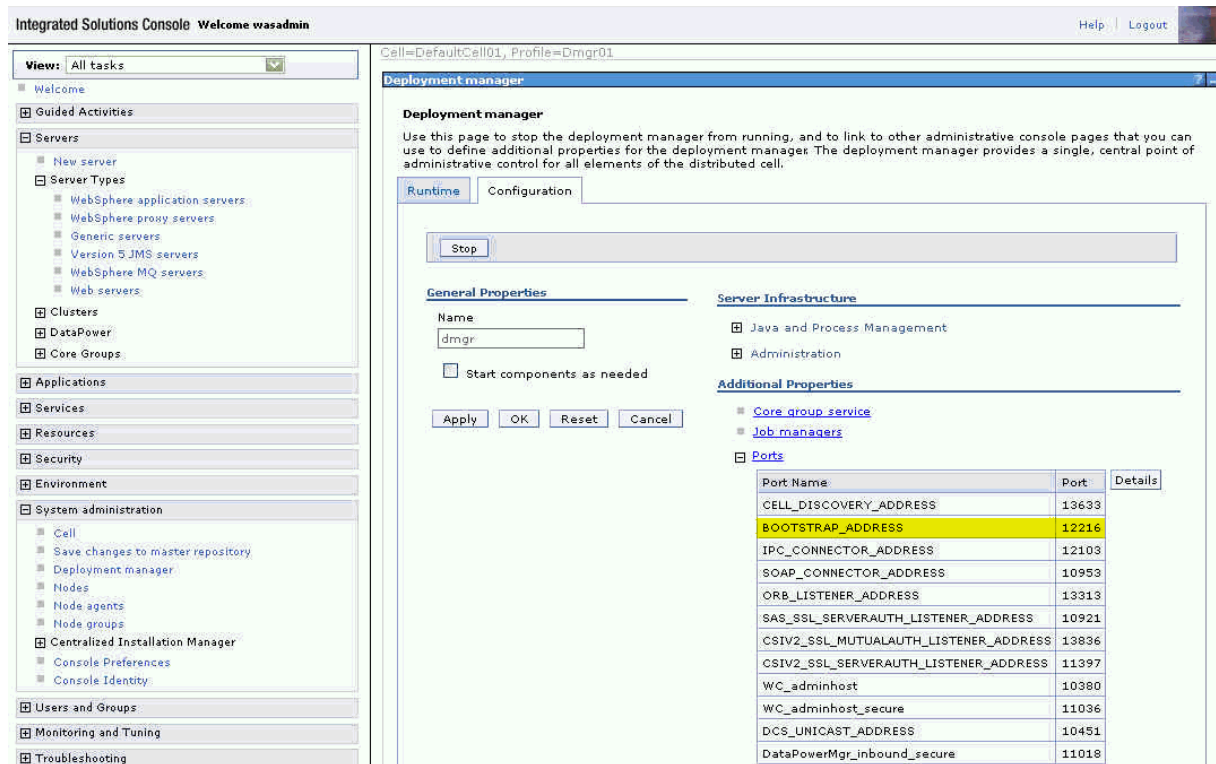 Integrated Solutions Console Welcome wasadmin
Help Logout
View: All tasks
Welcome
Guided Activities
Servers
New server
Server Types
WebSphere application servers
WebSphere proxy servers
Generic servers
Version 5 JMS servers
WebSphere MQ servers
Web servers
Clusters
DataPower
Core Groups
Applications
Services
Resources
Security
Environment
System administration
Cell
Save changes to master repository
Deployment manager
Nodes
Node agents
Node groups
Centralized Installation Manager
Console Preferences
Console Identity
Users and Groups
Monitoring and Tuning
Troubleshooting
Cell=DefaultCell01, Profile=Dmgr01
Deployment manager
? -
Deployment manager
Use this page to stop the deployment manager from running, and to link to other administrative console pages that you can
use to define additional properties for the deployment manager. The deployment manager provides a single, central point of
administrative control for all elements of the distributed cell.
Runtime Configuration
Stop
General Properties
Name
dmgr
Start components as needed
Apply OK Reset Cancel
Server Infrastructure
Java and Process Management
Administration
Additional Properties
Core group service
Job managers
Ports
Port Name Port Details
CELL_DISCOVERY_ADDRESS 13633
BOOTSTRAP_ADDRESS 12216
IPC_CONNECTOR_ADDRESS 12103
SOAP_CONNECTOR_ADDRESS 10953
ORB_LISTENER_ADDRESS 13313
SAS_SSL_SERVERAUTH_LISTENER_ADDRESS 10921
CSIV2_SSL_MUTUALAUTH_LISTENER_ADDRESS 13836
CSIV2_SSL_SERVERAUTH_LISTENER_ADDRESS 11397
WC_adminhost 10380
WC_adminhost_secure 11036
DCS_UNICAST_ADDRESS 10451
DataPowerMgr_inbound_secure 11018